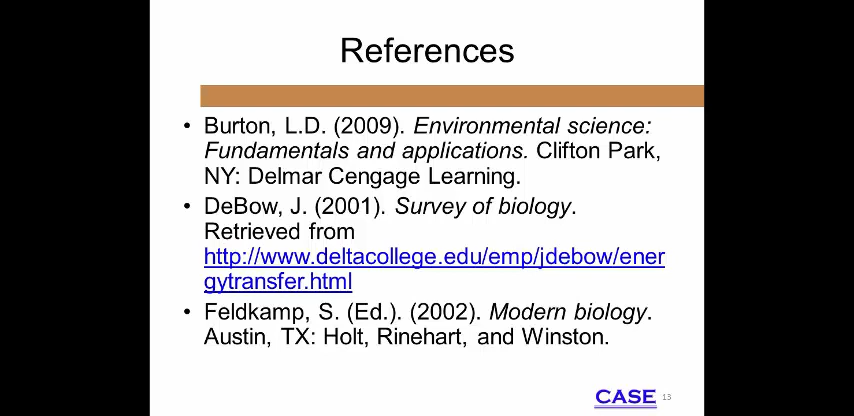 References
• Burton, L.D. (2009). Environmental science:
Fundamentals and applications. Clifton Park,
NY: Delmar Cengage Learning.
• DeBow, J. (2001). Survey of biology.
Retrieved from
http://www.deltacollege.edu/emp/jdebow/ener
gytransfer.html
• Feldkamp, S. (Ed.). (2002). Modern biology.
Austin, TX: Holt, Rinehart, and Winston.
CASE 13